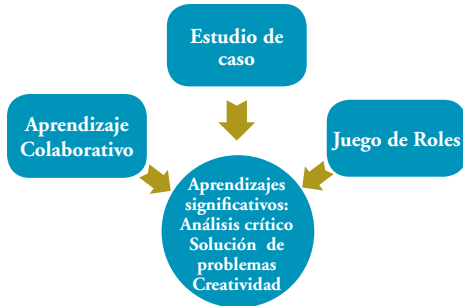 Estudio de
caso
Aprendizaje
Colaborativo
Juego de Roles
Aprendizajes
significativos:
Análisis crítico
Solución de
problemas
Creatividad